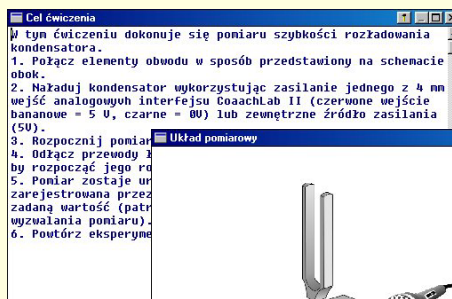 Cel ćwiczenia
W tym ćwiczeniu dokonuje się pomiaru szybkości rozładowania
kondensatora.
1. Połącz elementy obwodu w sposób przedstawiony na schemacie
obok.
2. Naładuj kondensator wykorzystując zasilanie jednego z 4 mm
wejść analogowych interfejsu CoaachLab II (czerwone wejście
bananowe = 5 V, czarne = 0V) lub zewnętrzne źródło zasilania
(5V).
3. Rozpocznij pomiar
4. Odłącz przewody
by rozpocząć jego
5. Pomiar zostaje
zarejestrowana przez
zadaną wartość
wyzwalania pomiaru).
6. Powtórz
Układ pomiarowy